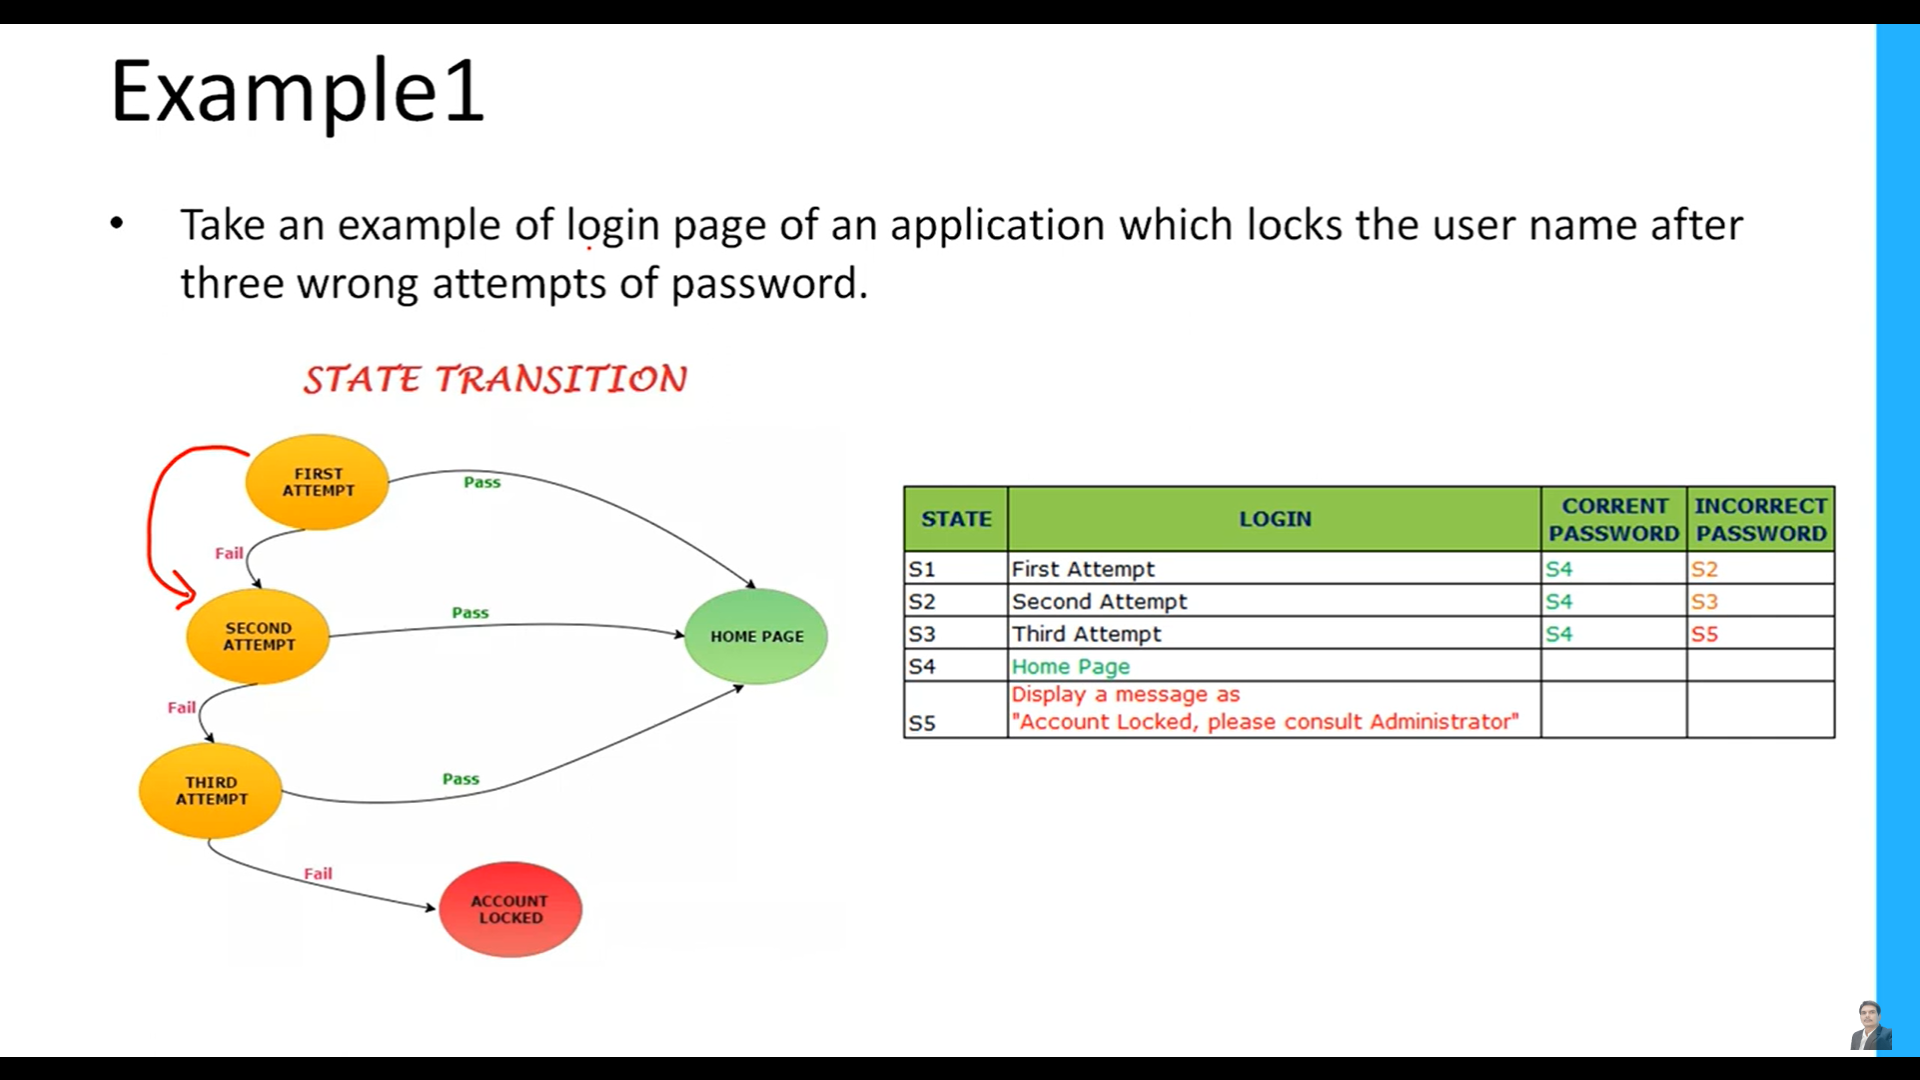 Example1
• Take an example of login page of an application which locks the user name after
three wrong attempts of password.
STATE TRANSITION
FIRST
ATTEMPT
Pass
Fail
SECOND
ATTEMPT
Pass
HOME PAGE
Fail
THIRD
ATTEMPT
Pass
Fail
ACCOUNT
LOCKED
STATE LOGIN CORRENT PASSWORD INCORRECT PASSWORD
S1 First Attempt S4 S2
S2 Second Attempt S4 S3
S3 Third Attempt S4 S5
S4 Home Page
S5 Display a message as
"Account Locked, please consult Administrator"